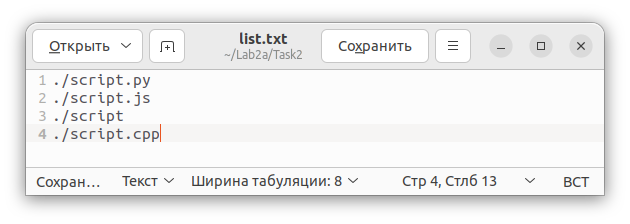 Открыть
list.txt
~/Lab2a/Task2
Сохранить
1 ./script.py
2 ./script.js
3 ./script
4 ./script.cpp
Сохран… Текст Ширина табуляции: 8 Стр 4, Стлб 13 ВСТ